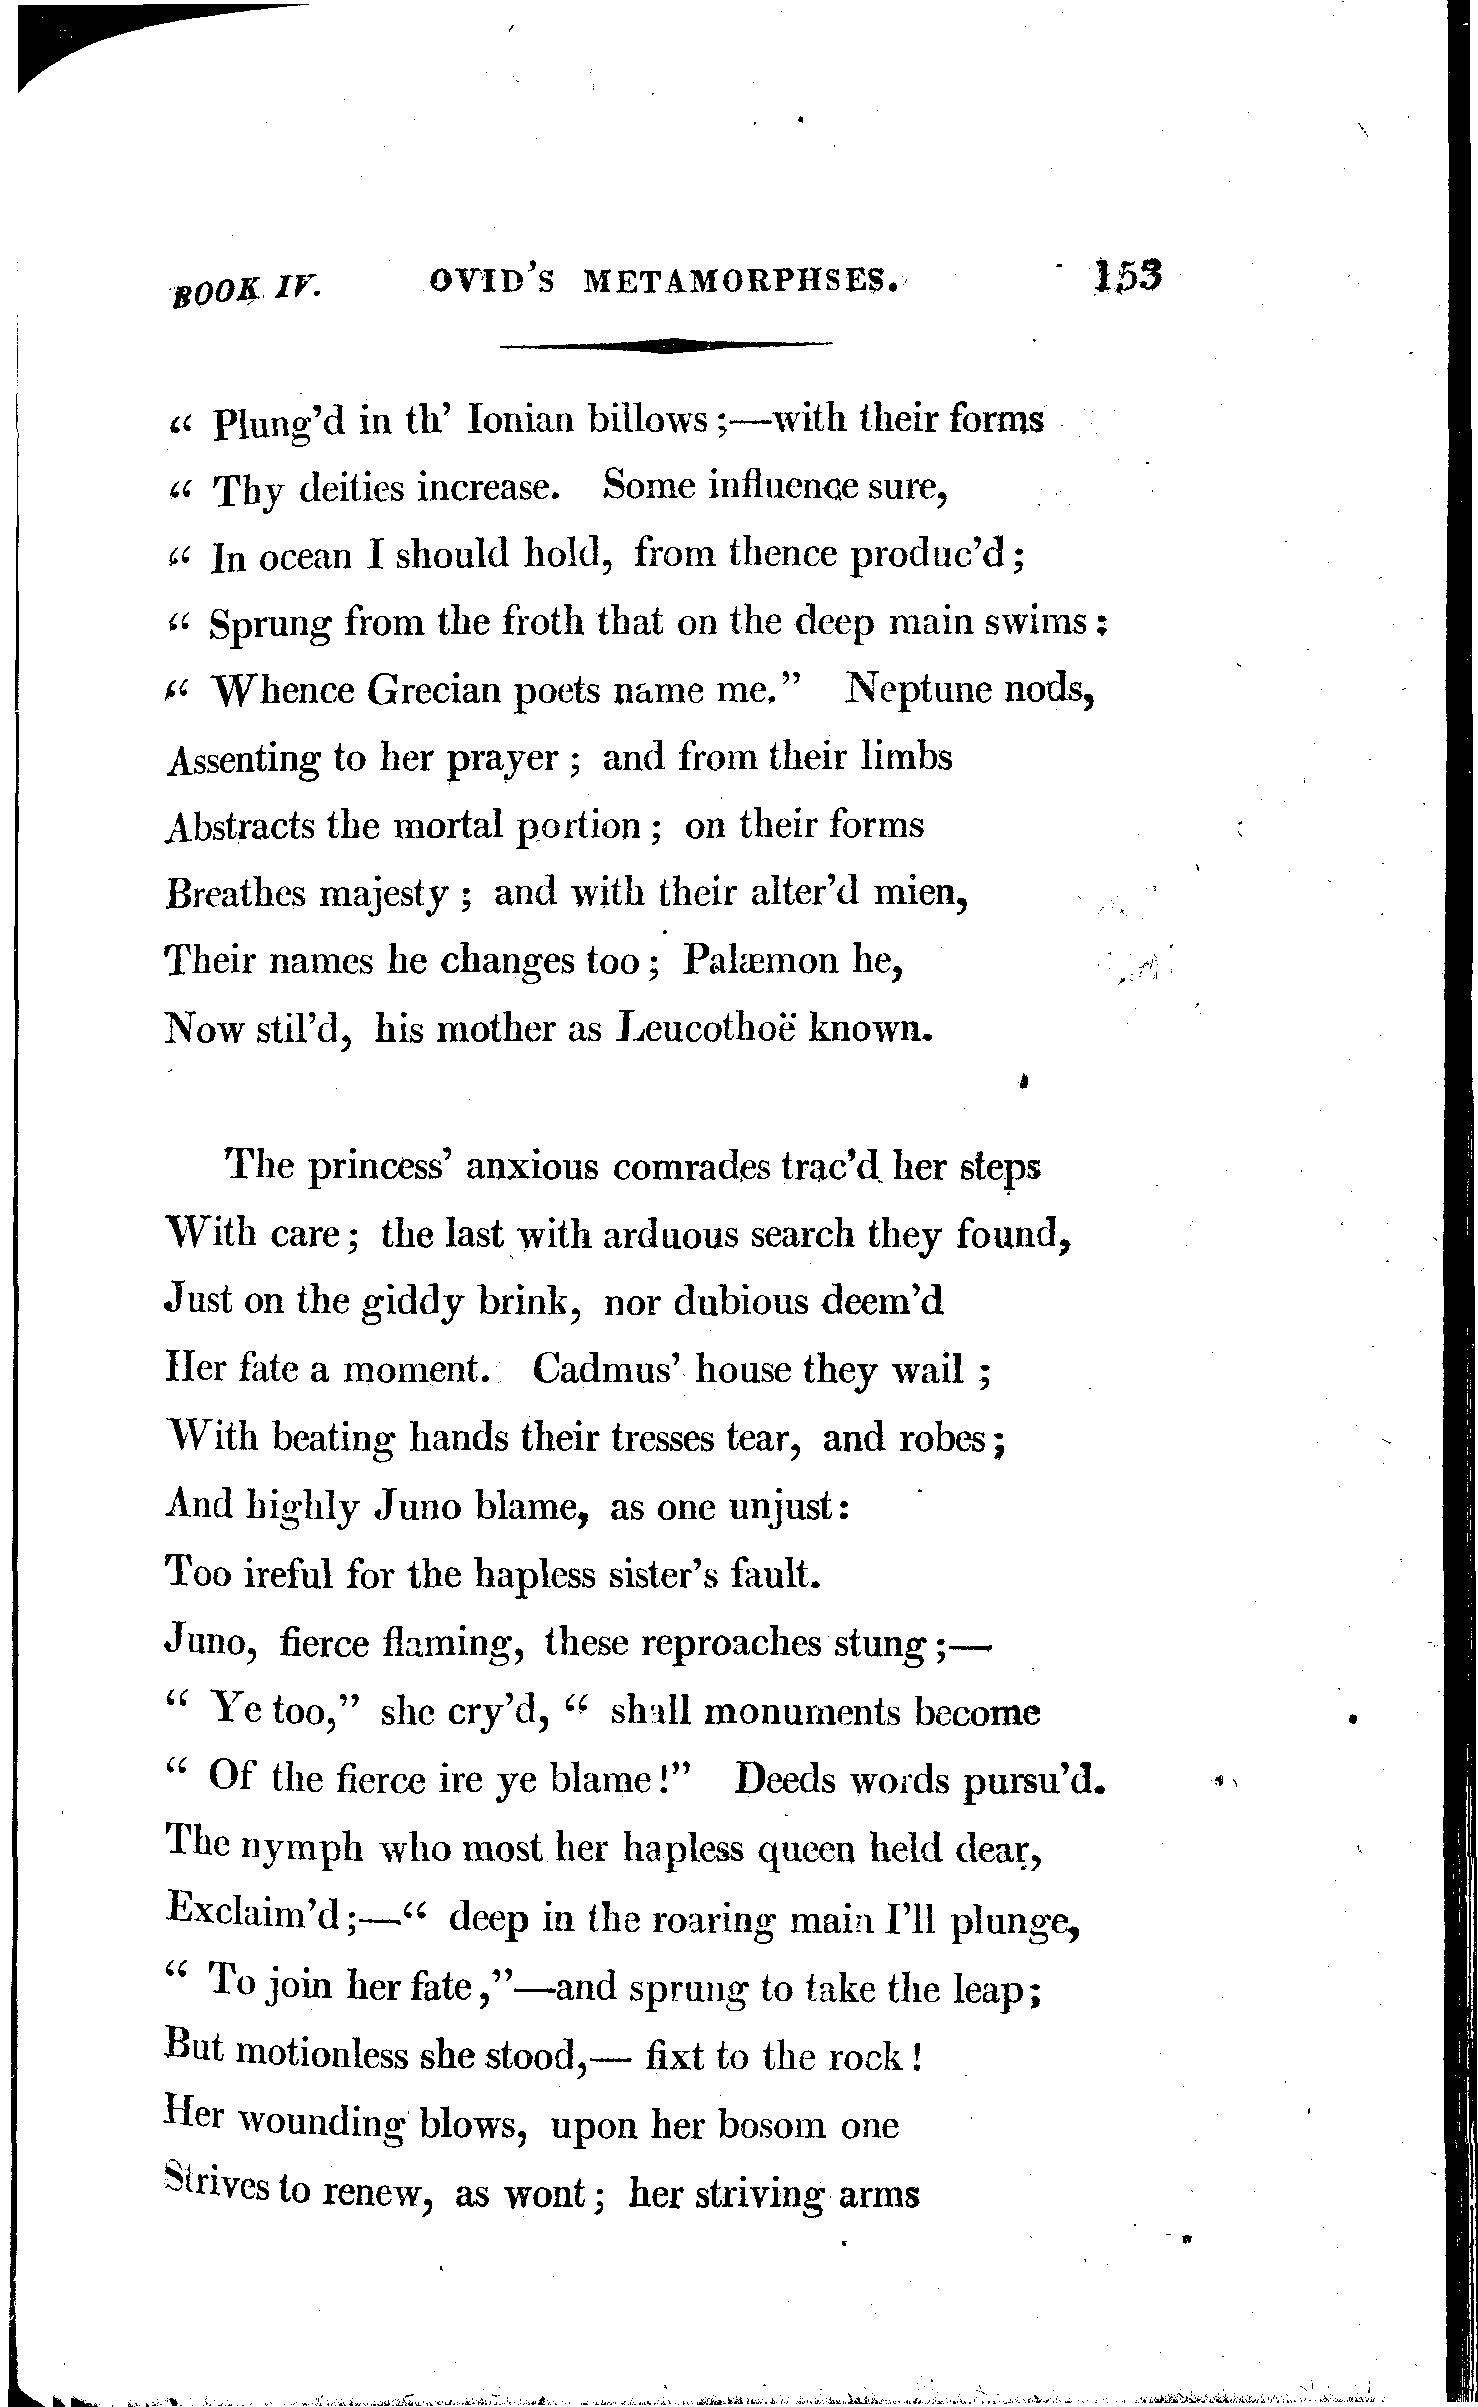 BOOK IV. OVID'S METAMORPHSES. 153
“ Plung'd in th' Ionian billows;—with their forms
“ Thy deities increase. Some influence sure,
“ In ocean I should hold, from thence produc'd;
“ Sprung from the froth that on the deep main swims:
“ Whence Grecian poets name me.” Neptune nods,
Assenting to her prayer; and from their limbs
Abstracts the mortal portion; on their forms
Breathes majesty; and with their alter'd mien,
Their names he changes too; Palæmon he,
Now stil'd, his mother as Leucothoë known.

The princess' anxious comrades trac'd her steps
With care; the last with arduous search they found,
Just on the giddy brink, nor dubious deem'd
Her fate a moment. Cadmus' house they wail;
With beating hands their tresses tear, and robes;
And highly Juno blame, as one unjust:
Too ireful for the hapless sister's fault.
Juno, fierce flaming, these reproaches stung;—
“ Ye too,” she cry'd, “ shall monuments become
“ Of the fierce ire ye blame!” Deeds words pursu'd.
The nymph who most her hapless queen held dear,
Exclaim'd;—“ deep in the roaring main I'll plunge,
“ To join her fate,”—and sprung to take the leap;
But motionless she stood,— fixt to the rock!
Her wounding blows, upon her bosom one
Strives to renew, as wont; her striving arms